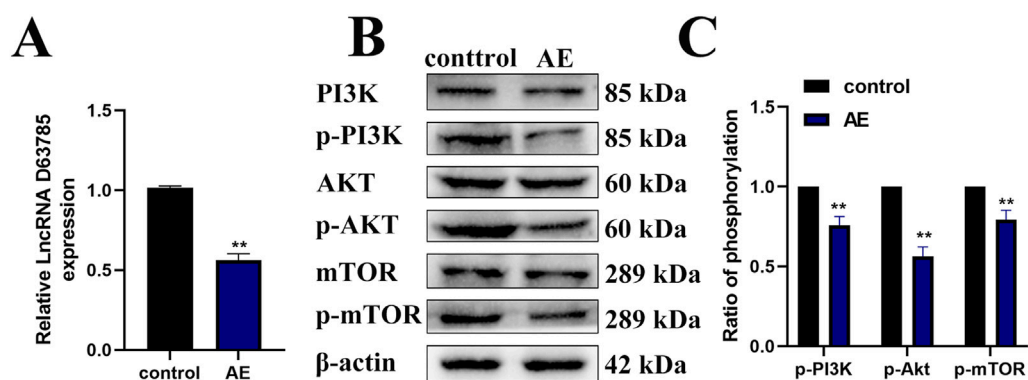 A
Relative LncRNA D63785
expression
1.5
1.0
0.5
0.0
**
control
AE
B
conttrol AE
PI3K 85 kDa
p-PI3K 85 kDa
AKT 60 kDa
p-AKT 60 kDa
mTOR 289 kDa
p-mTOR 289 kDa
β-actin 42 kDa
C
control
AE
Ratio of phosphorylation
1.5
1.0
0.5
0.0
**
**
**
p-PI3K p-Akt p-mTOR